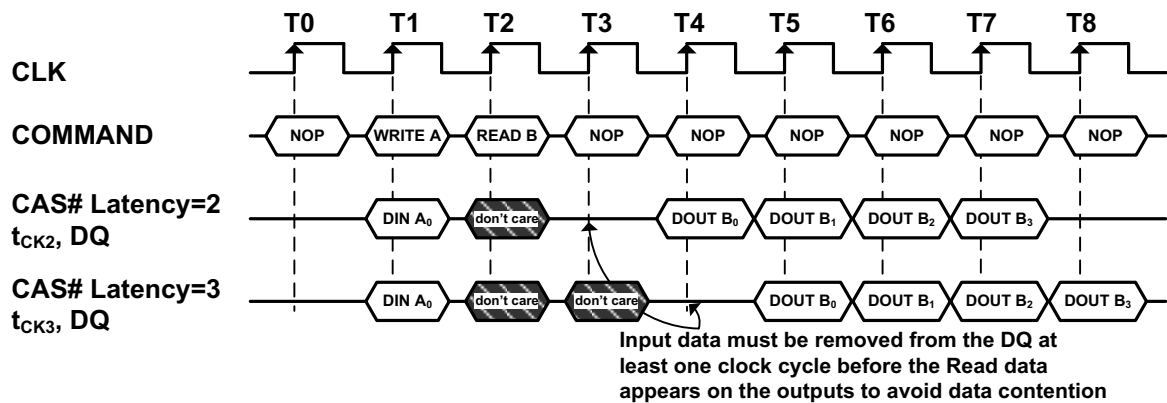 T0 T1 T2 T3 T4 T5 T6 T7 T8
CLK
COMMAND NOP WRITE A READ B NOP NOP NOP NOP NOP NOP
CAS# Latency=2
tCK2, DQ DIN A0 don't care DOUT B0 DOUT B1 DOUT B2 DOUT B3
CAS# Latency=3
tCK3, DQ DIN A0 don't care don't care DOUT B0 DOUT B1 DOUT B2 DOUT B3
Input data must be removed from the DQ at
least one clock cycle before the Read data
appears on the outputs to avoid data contention